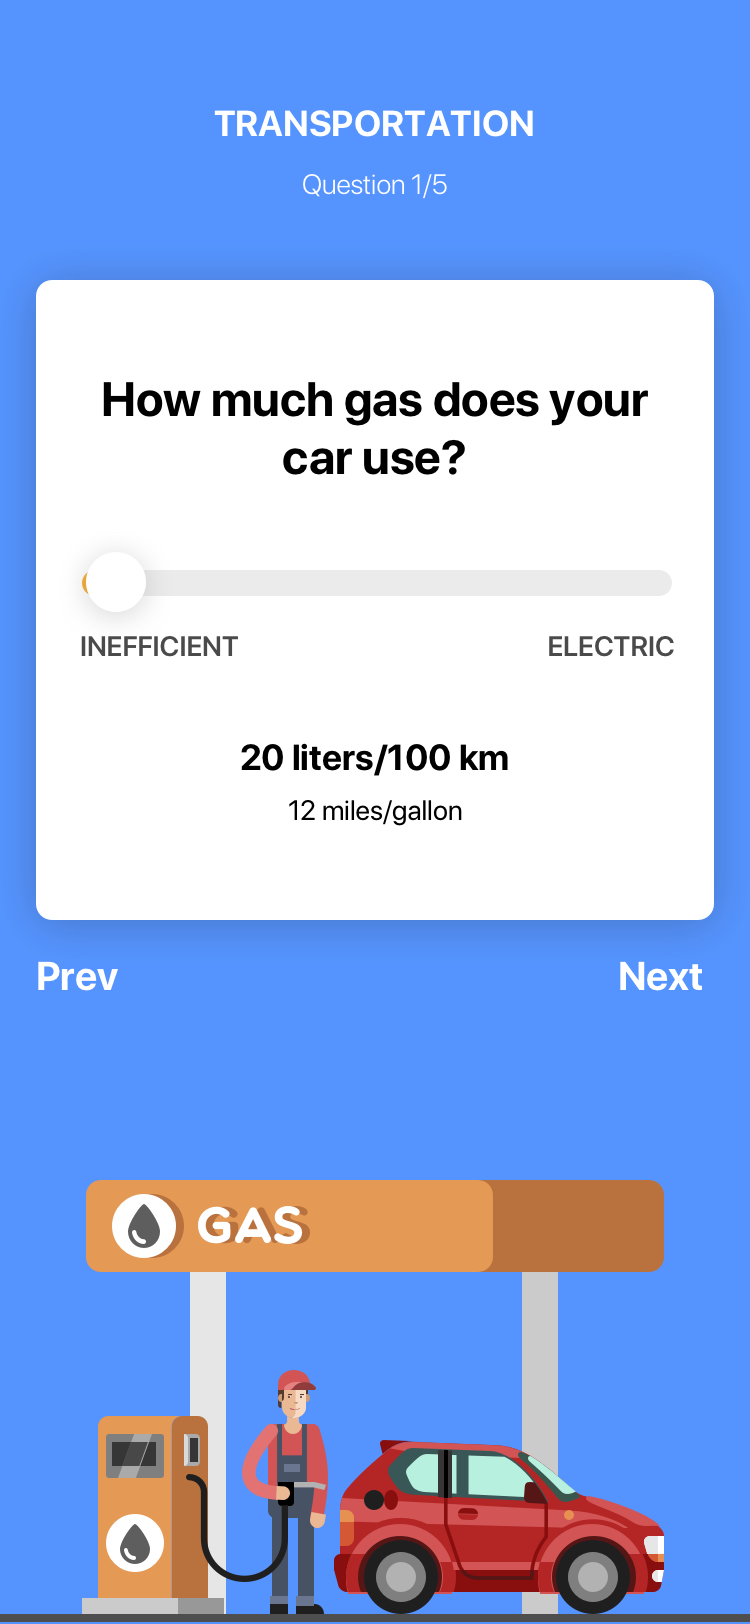 TRANSPORTATION
Question 1/5
How much gas does your
car use?
INEFFICIENT
ELECTRIC
20 liters/100 km
12 miles/gallon
Prev
Next
GAS